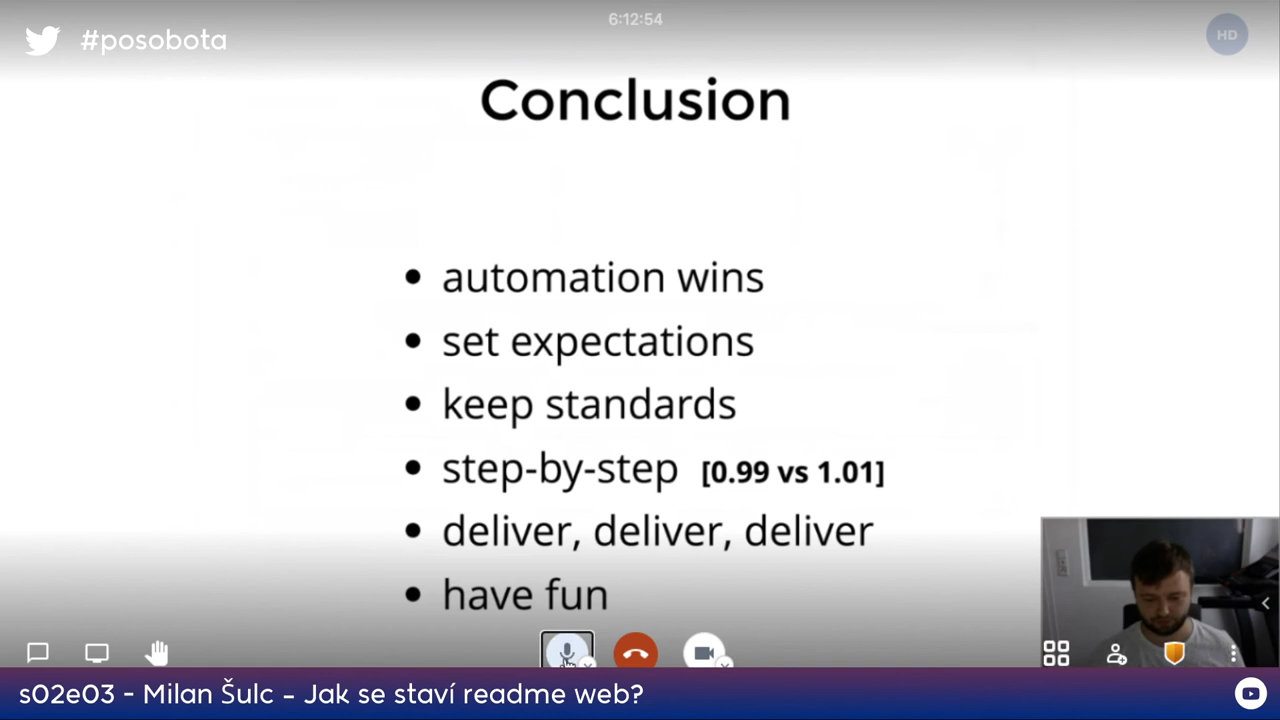 6:12:54
#posobota
HD
Conclusion
automation wins
set expectations
keep standards
step-by-step [0.99 vs 1.01]
deliver, deliver, deliver
have fun
s02e03 - Milan Šulc - Jak se staví readme web?